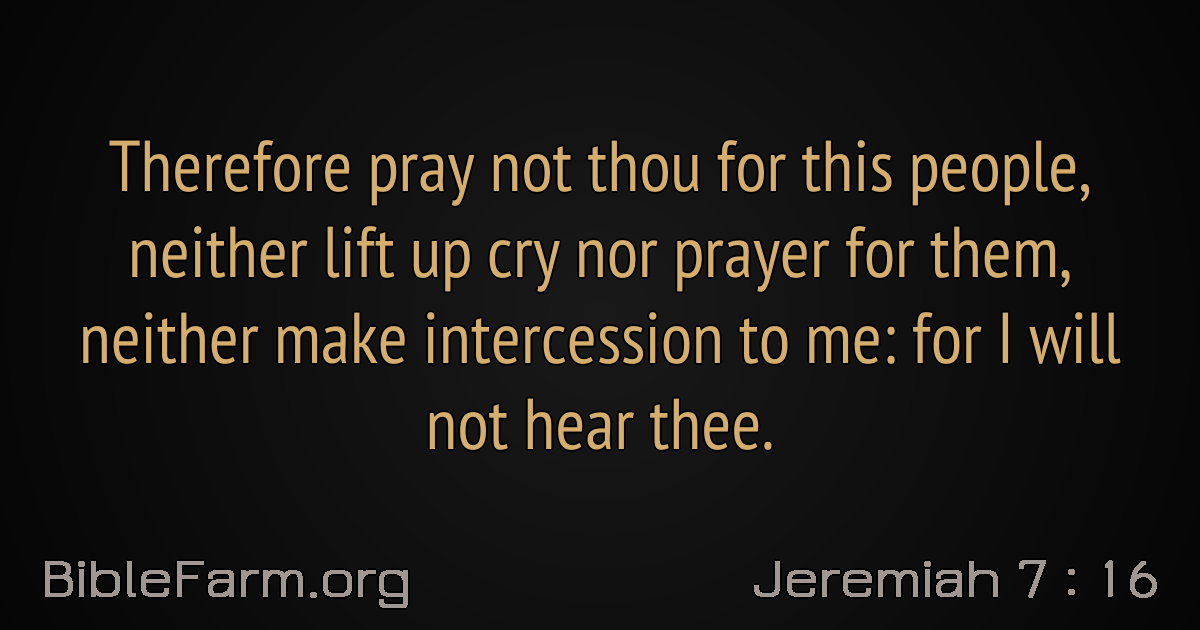 Therefore pray not thou for this people,
neither lift up cry nor prayer for them,
neither make intercession to me: for I will
not hear thee.
BibleFarm.org
Jeremiah 7 : 16